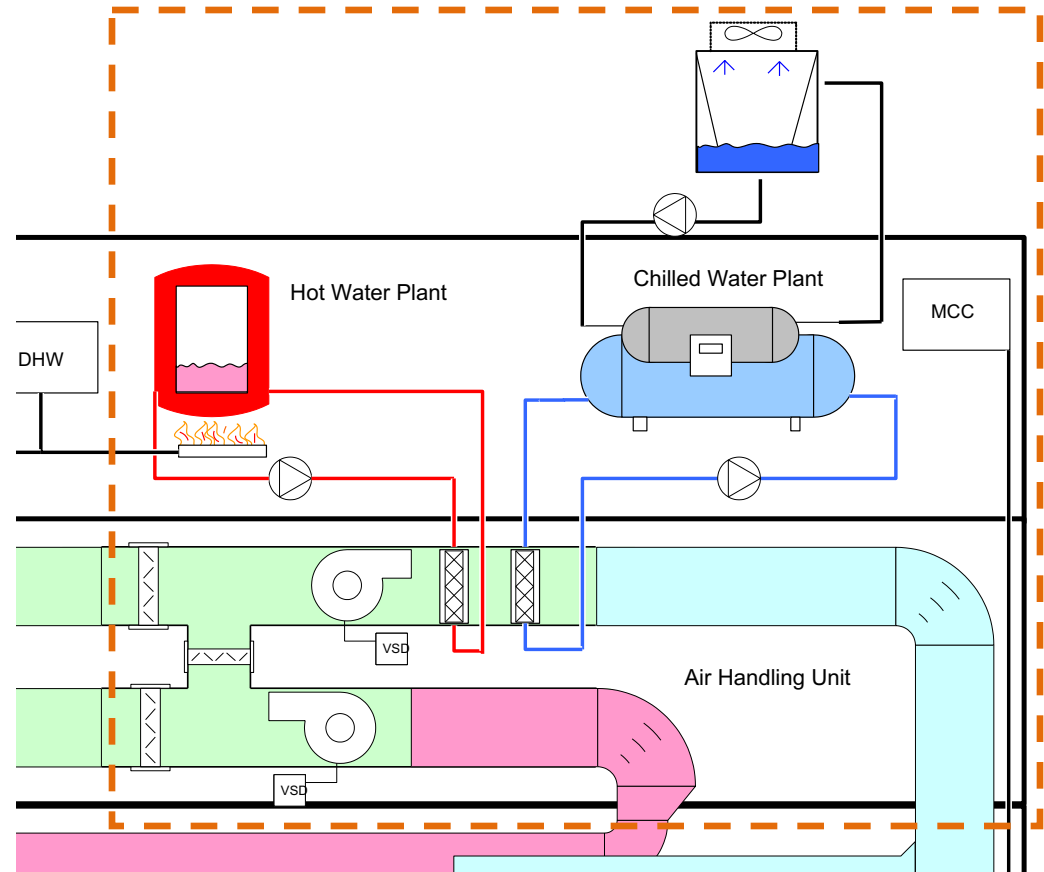 Hot Water Plant
Chilled Water Plant
MCC
DHW
VSD
Air Handling Unit
VSD